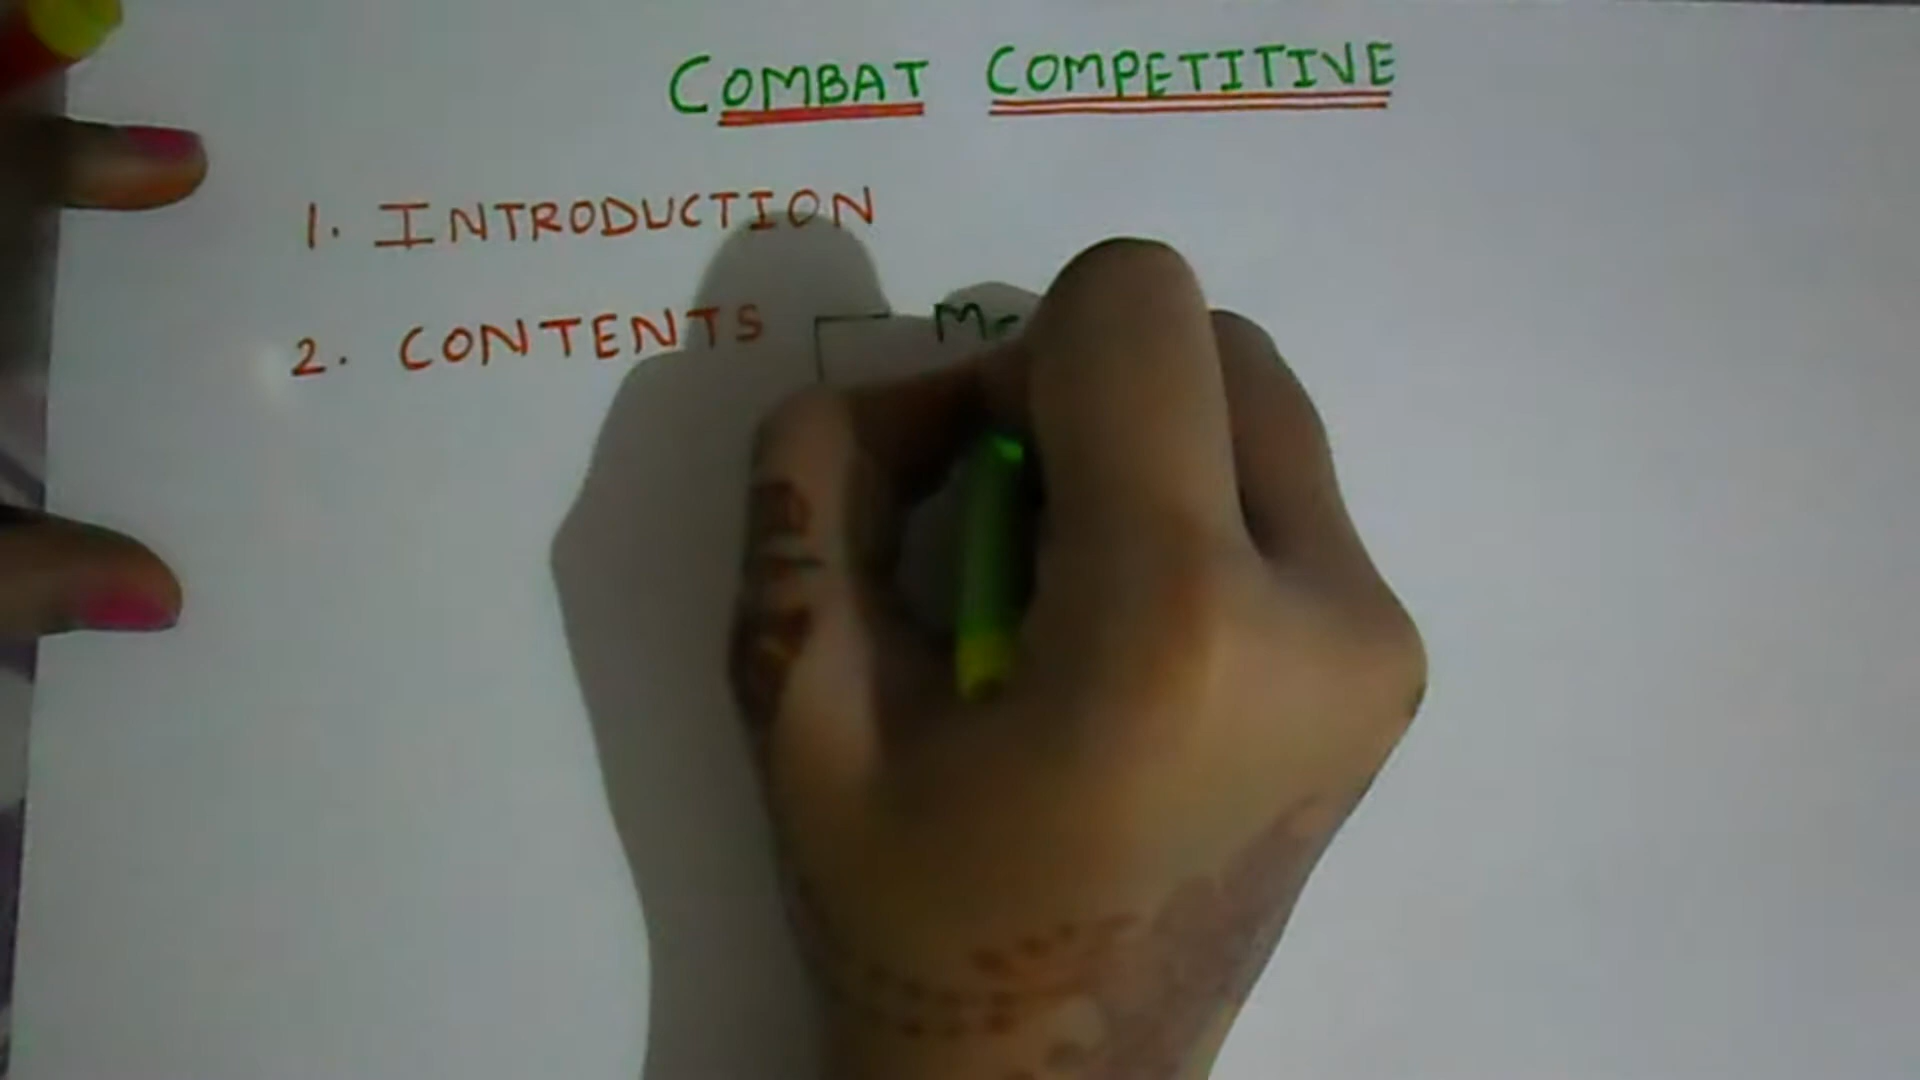 COMBAT COMPETITIVE
1. INTRODUCTION
2. CONTENTS